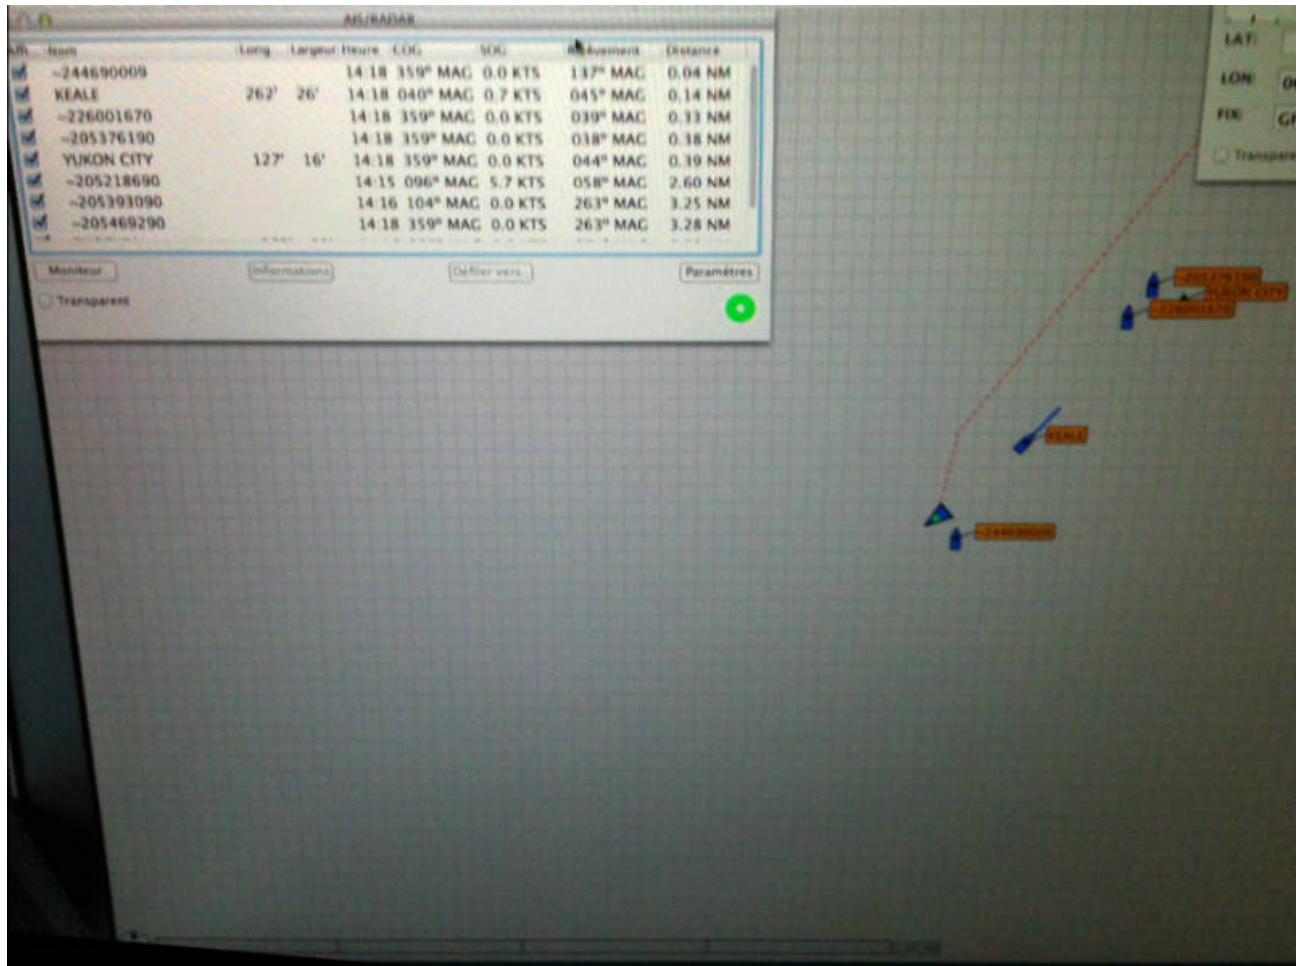 AIS/RADAR
Nom Long Largeur Heure COG SOG Distance
~244690009 14:18 359° MAG 0.0 KTS 137° MAG 0.04 NM
KEALE 262' 26' 14:18 040° MAG 0.7 KTS 045° MAG 0.14 NM
~226001670 14:18 359° MAG 0.0 KTS 039° MAG 0.33 NM
~205376190 14:18 359° MAG 0.0 KTS 038° MAG 0.38 NM
YUKON CITY 127' 16' 14:18 359° MAG 0.0 KTS 044° MAG 0.39 NM
~205218690 14:15 096° MAG 5.7 KTS 058° MAG 2.60 NM
~205393090 14:16 104° MAG 263° MAG 3.25 NM
~205469290 14:18 359° MAG 0.0 KTS 263° MAG 3.28 NM
Moniteur Informations Défiler vers... Paramètres
Transparent
LAT:
LON:
FIX:
~205376190
YUKON CITY
~226001670
KEALE
~244690009